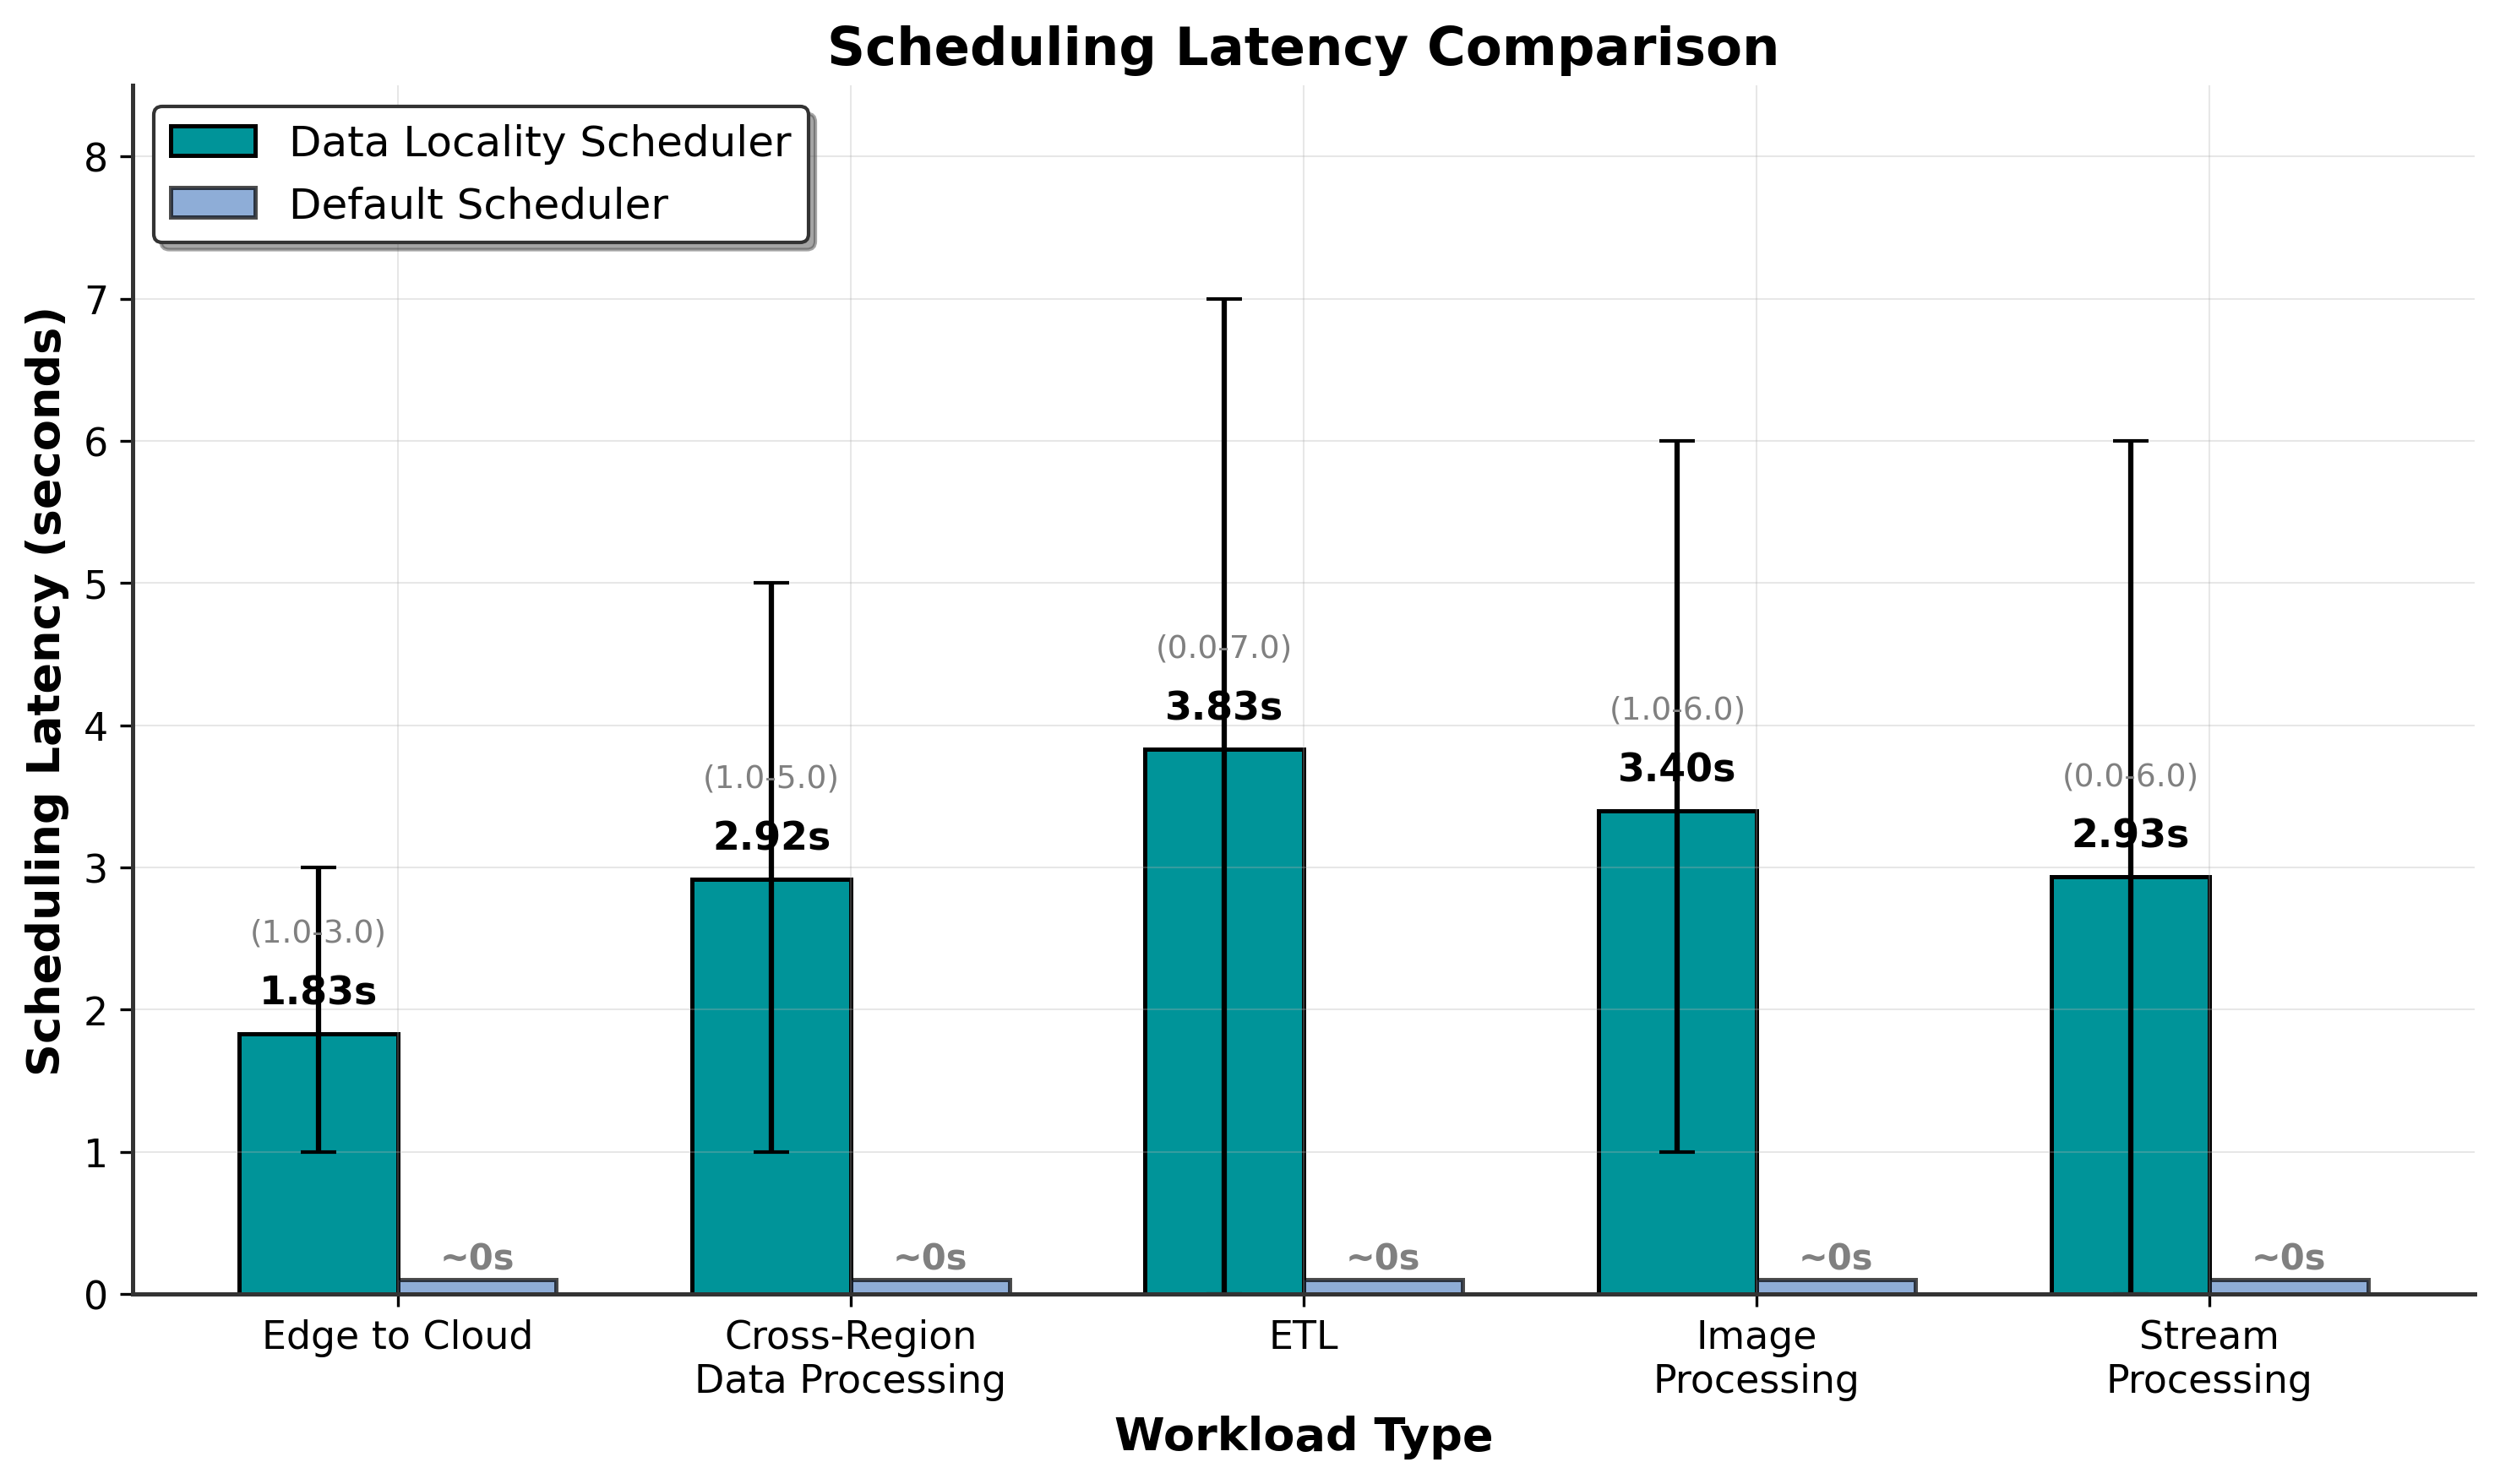 Scheduling Latency Comparison
Data Locality Scheduler
Default Scheduler
Scheduling Latency (seconds)
8
7
6
5
4
3
2
1
0
(1.0-3.0)
1.83s
~0s
(1.0-5.0)
2.92s
~0s
(0.0-7.0)
3.83s
~0s
(1.0-6.0)
3.40s
~0s
(0.0-6.0)
2.93s
~0s
Edge to Cloud
Cross-Region
Data Processing
ETL
Image
Processing
Stream
Processing
Workload Type